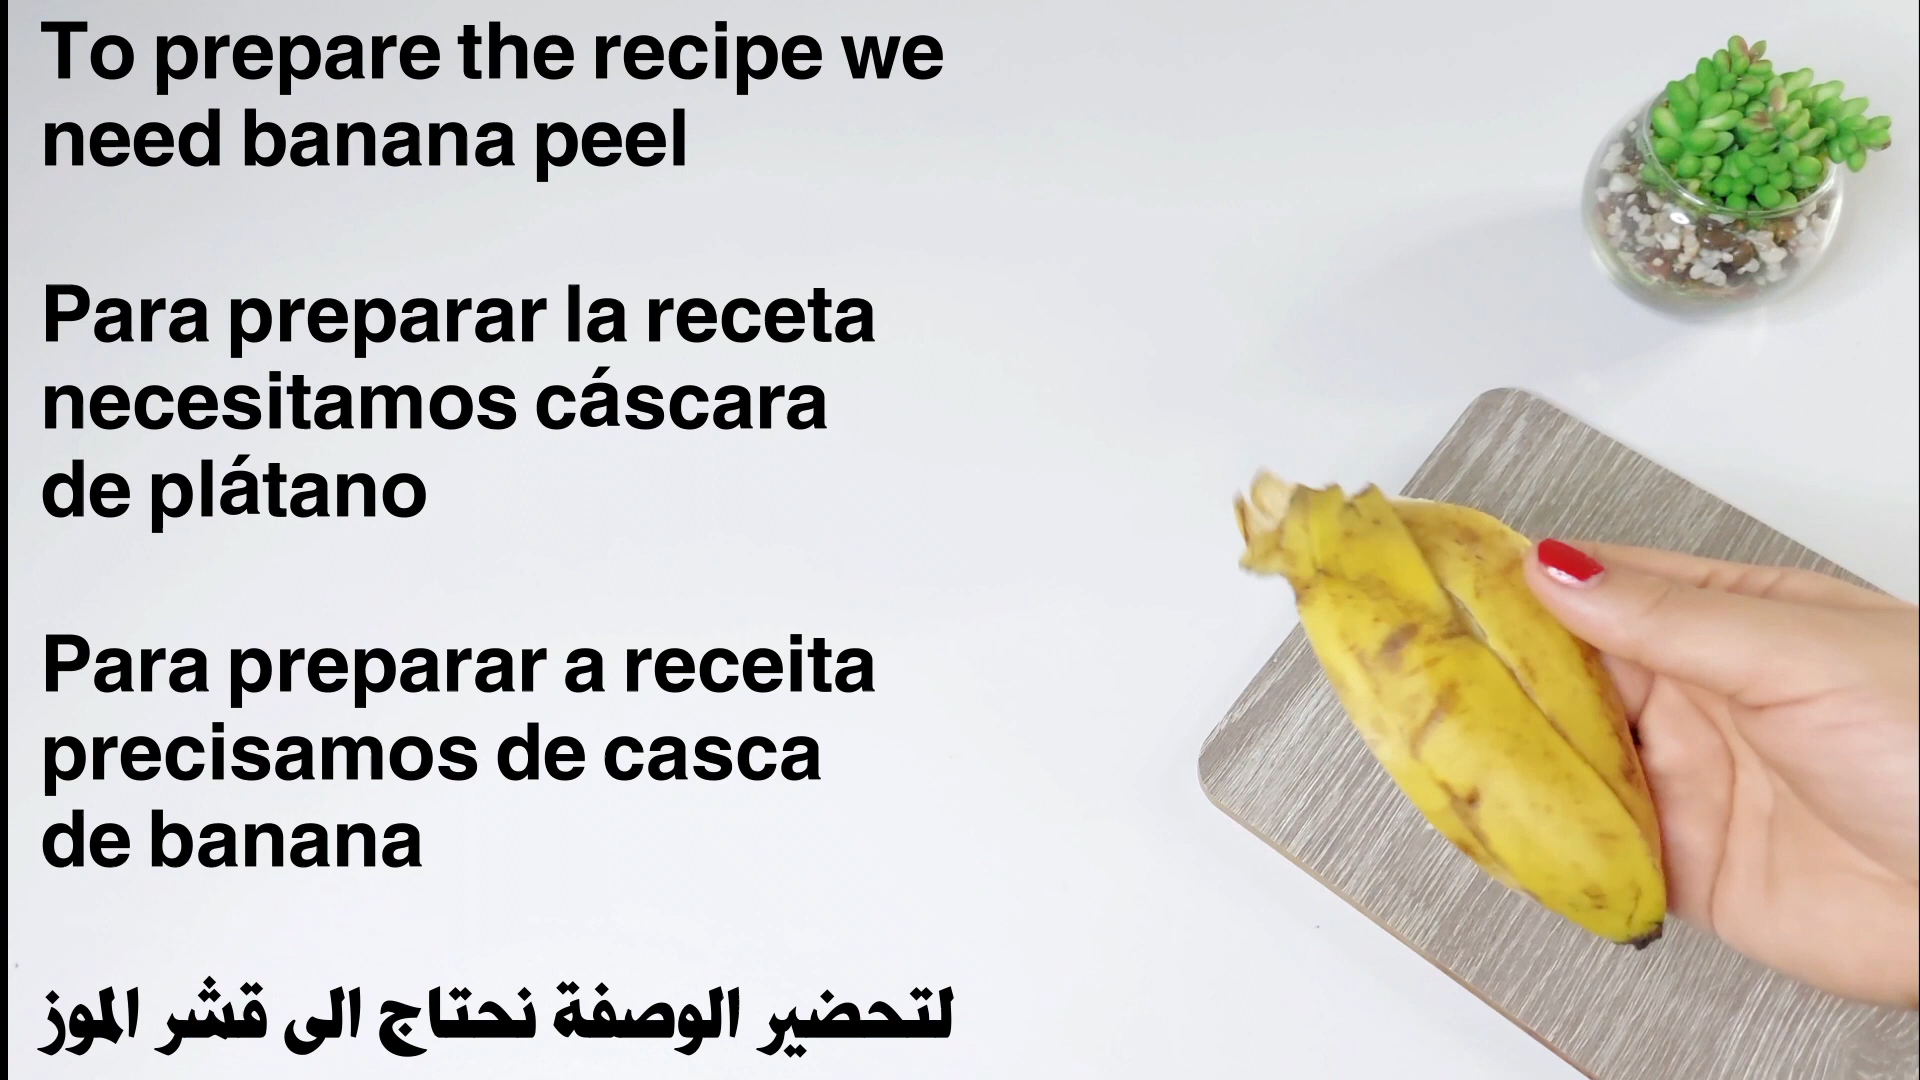 To prepare the recipe we
need banana peel
Para preparar la receta
necesitamos cáscara
de plátano
Para preparar a receita
precisamos de casca
de banana
لتحضير الوصفة نحتاج الى قشر الموز